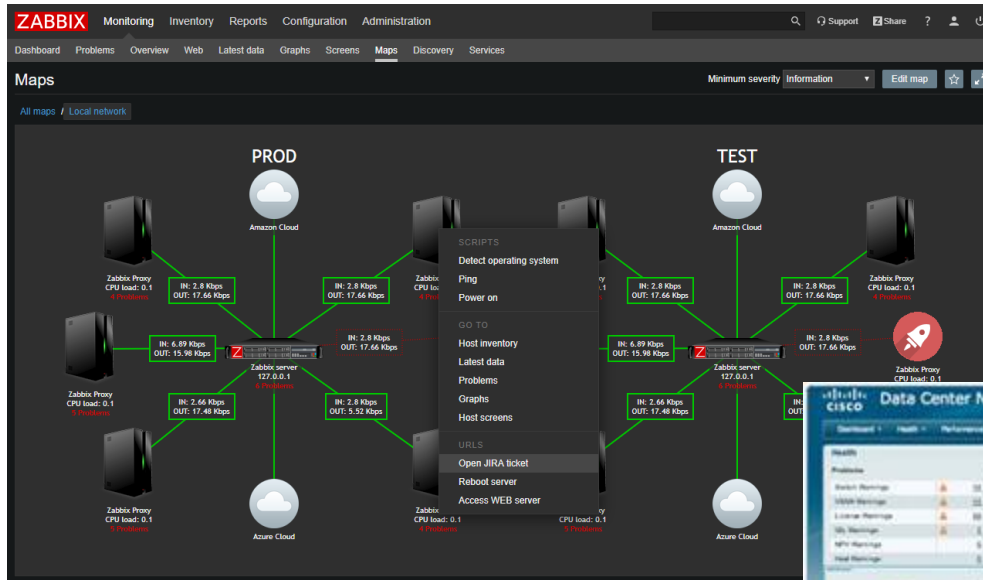 ZABBIX Monitoring Inventory Reports Configuration Administration Support Z Share ?
Dashboard Problems Overview Web Latest data Graphs Screens Maps Discovery Services
Maps Minimum severity Information Edit map
All maps / Local network
PROD TEST
Amazon Cloud Amazon Cloud
SCRIPTS
Detect operating system
Ping
Power on
GO TO
Host inventory
Latest data
Problems
Graphs
Host screens
URLS
Open JIRA ticket
Reboot server
Access WEB server
Zabbix Proxy
CPU load: 0.1
4 Problems
IN: 2.8 Kbps
OUT: 17.66 Kbps
IN: 2.8 Kbps
OUT: 17.66 Kbps
Zabbix
CPU lo
IN: 2.8 Kbps
OUT: 17.66 Kbps
IN: 2.8 Kbps
OUT: 17.66 Kbps
Zabbix Proxy
CPU load: 0.1
4 Problems
IN: 6.89 Kbps
OUT: 15.98 Kbps
IN: 2.8 Kbps
OUT: 17.66 Kbps
Z
Zabbix server
127.0.0.1
6 Problems
IN: 6.89 Kbps
OUT: 15.98 Kbps
IN: 2.8 Kbps
OUT: 17.66 Kbps
Z
Zabbix server
127.0.0.1
6 Problems
Zabbix Proxy
CPU load: 0.1
Zabbix Proxy
CPU load: 0.1
5 Problems
IN: 2.66 Kbps
OUT: 17.48 Kbps
IN: 2.8 Kbps
OUT: 5.52 Kbps
IN: 2.66 Kbps
OUT: 17.48 Kbps
IN:
OUT
Zabbix Proxy
CPU load: 0.1
5 Problems
Azure Cloud
Zabbix
CPU load: 0.1
xy
CPU load: 0.1
Azure Cloud
CISCO Data Center N
Dashboard Health Performance
Health
Problems